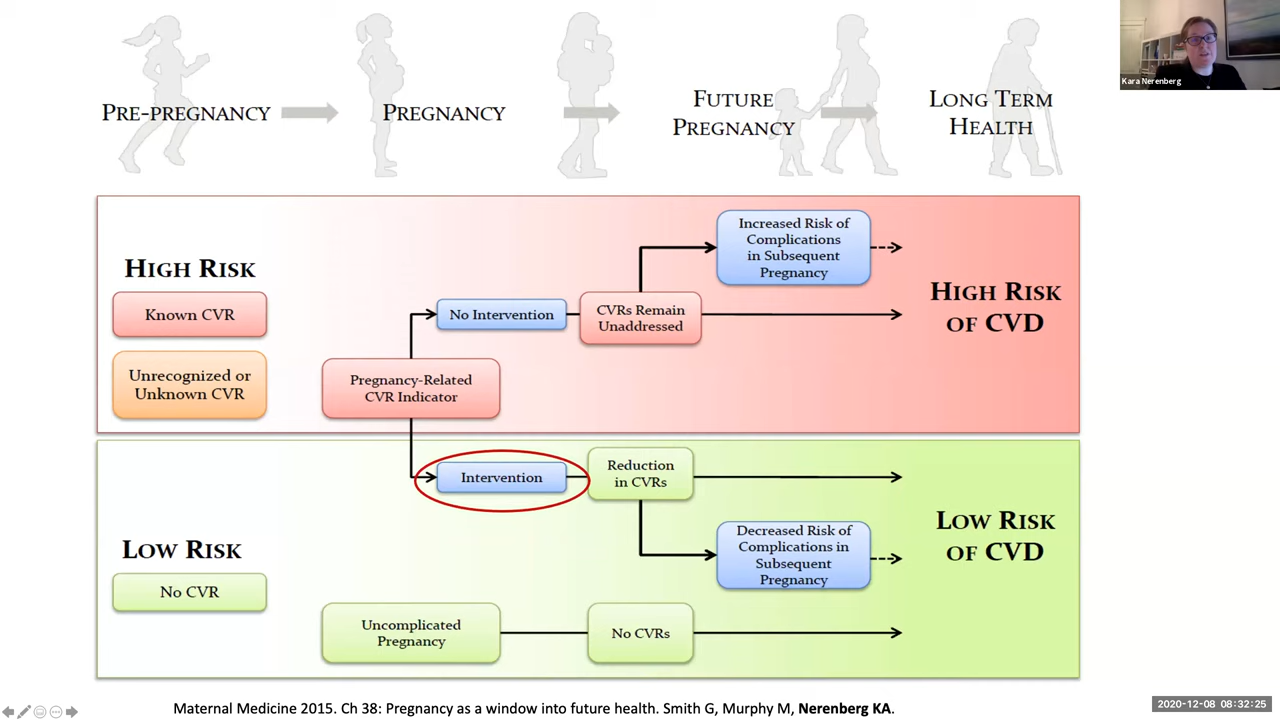 PRE-PREGNANCY
PREGNANCY
FUTURE
PREGNANCY
LONG TERM
HEALTH
Kara Nerenberg
HIGH RISK
Known CVR
Unrecognized or
Unknown CVR
Pregnancy-Related
CVR Indicator
No Intervention
CVRs Remain
Unaddressed
Increased Risk of
Complications
in Subsequent
Pregnancy
HIGH RISK
OF CVD
LOW RISK
No CVR
Intervention
Reduction
in CVRs
Decreased Risk of
Complications in
Subsequent
Pregnancy
Uncomplicated
Pregnancy
No CVRs
LOW RISK
OF CVD
Maternal Medicine 2015. Ch 38: Pregnancy as a window into future health. Smith G, Murphy M, Nerenberg KA.
2020-12-08 08:32:25